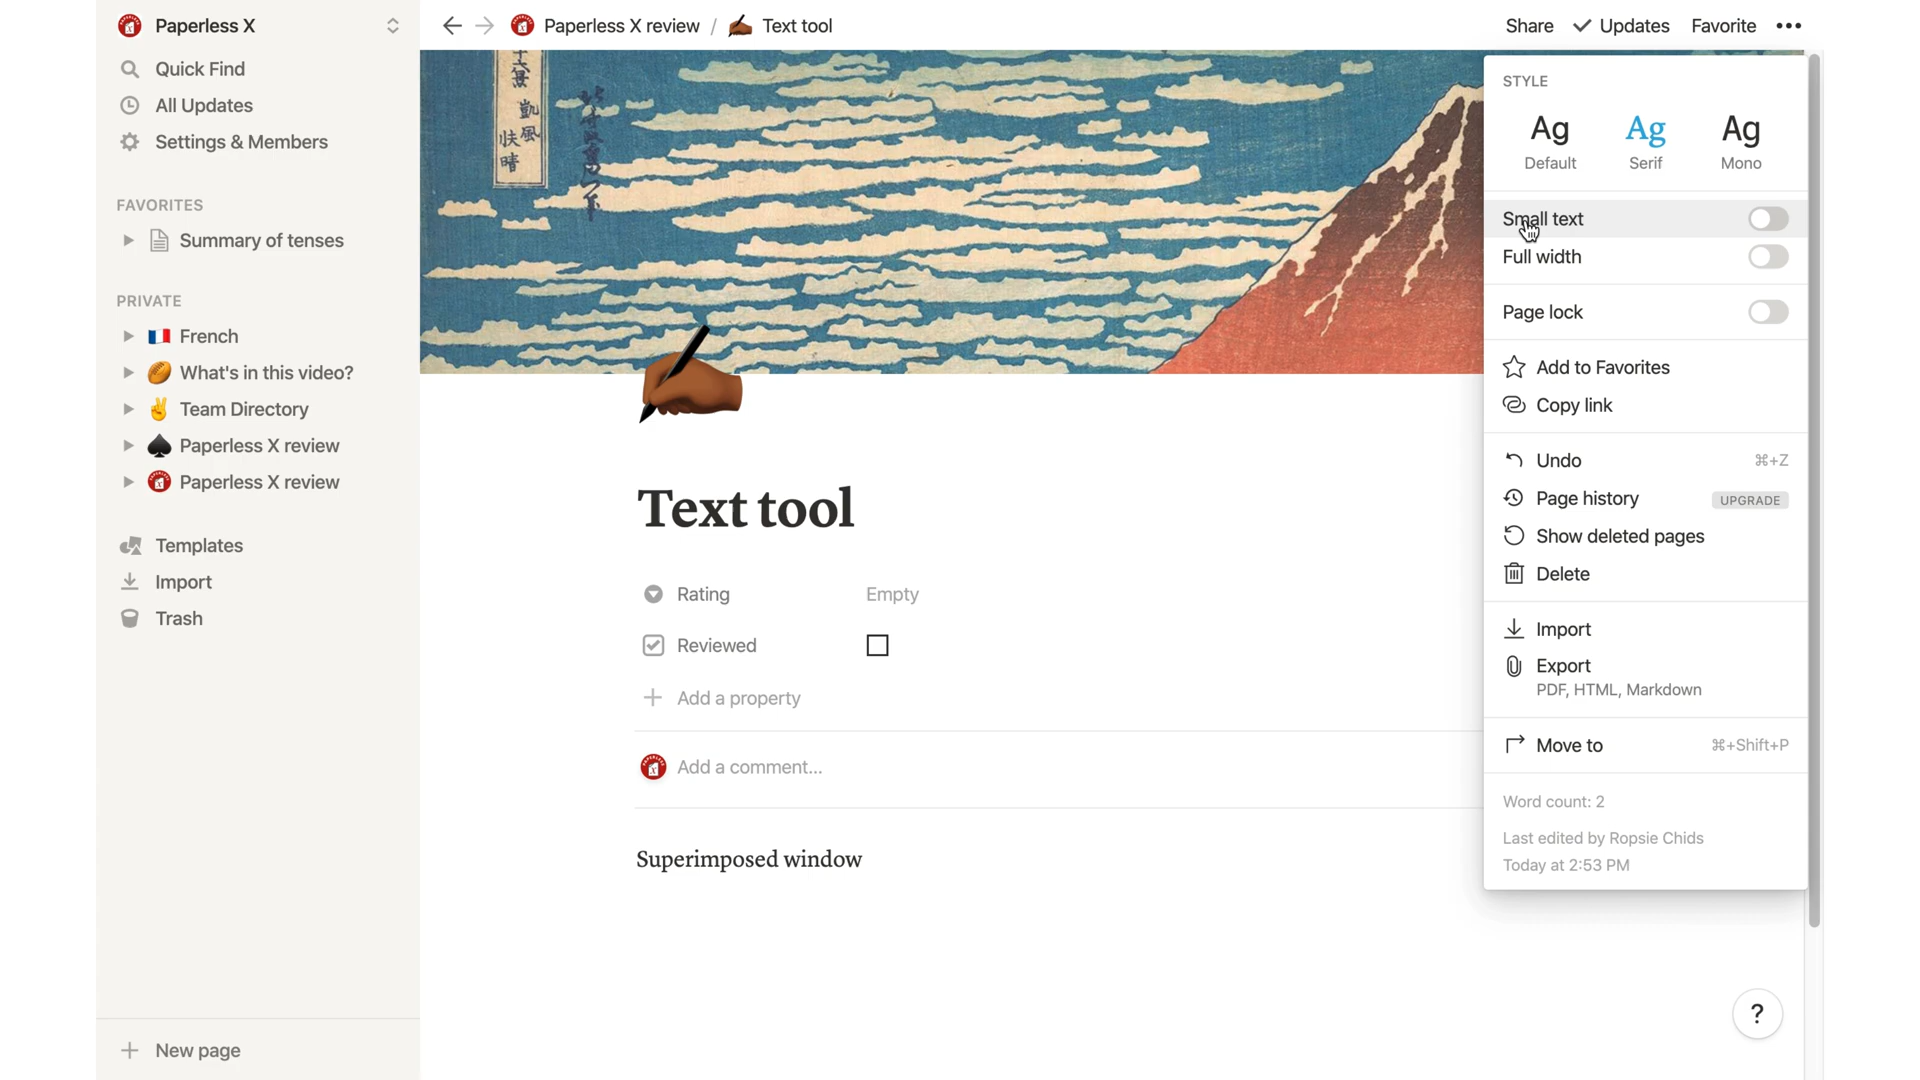 Paperless X
Paperless X review / Text tool
Share Updates Favorite •••
Quick Find
All Updates
Settings & Members
FAVORITES
Summary of tenses
PRIVATE
French
What's in this video?
Team Directory
Paperless X review
Paperless X review
Templates
Import
Trash
New page
凱風
快晴
Text tool
Rating Empty
Reviewed
Add a property
Add a comment...
Superimposed window
STYLE
Ag Ag Ag
Default Serif Mono
Small text
Full width
Page lock
Add to Favorites
Copy link
Undo ⌘+Z
Page history UPGRADE
Show deleted pages
Delete
Import
Export
PDF, HTML, Markdown
Move to ⌘+Shift+P
Word count: 2
Last edited by Ropsie Chids
Today at 2:53 PM
?